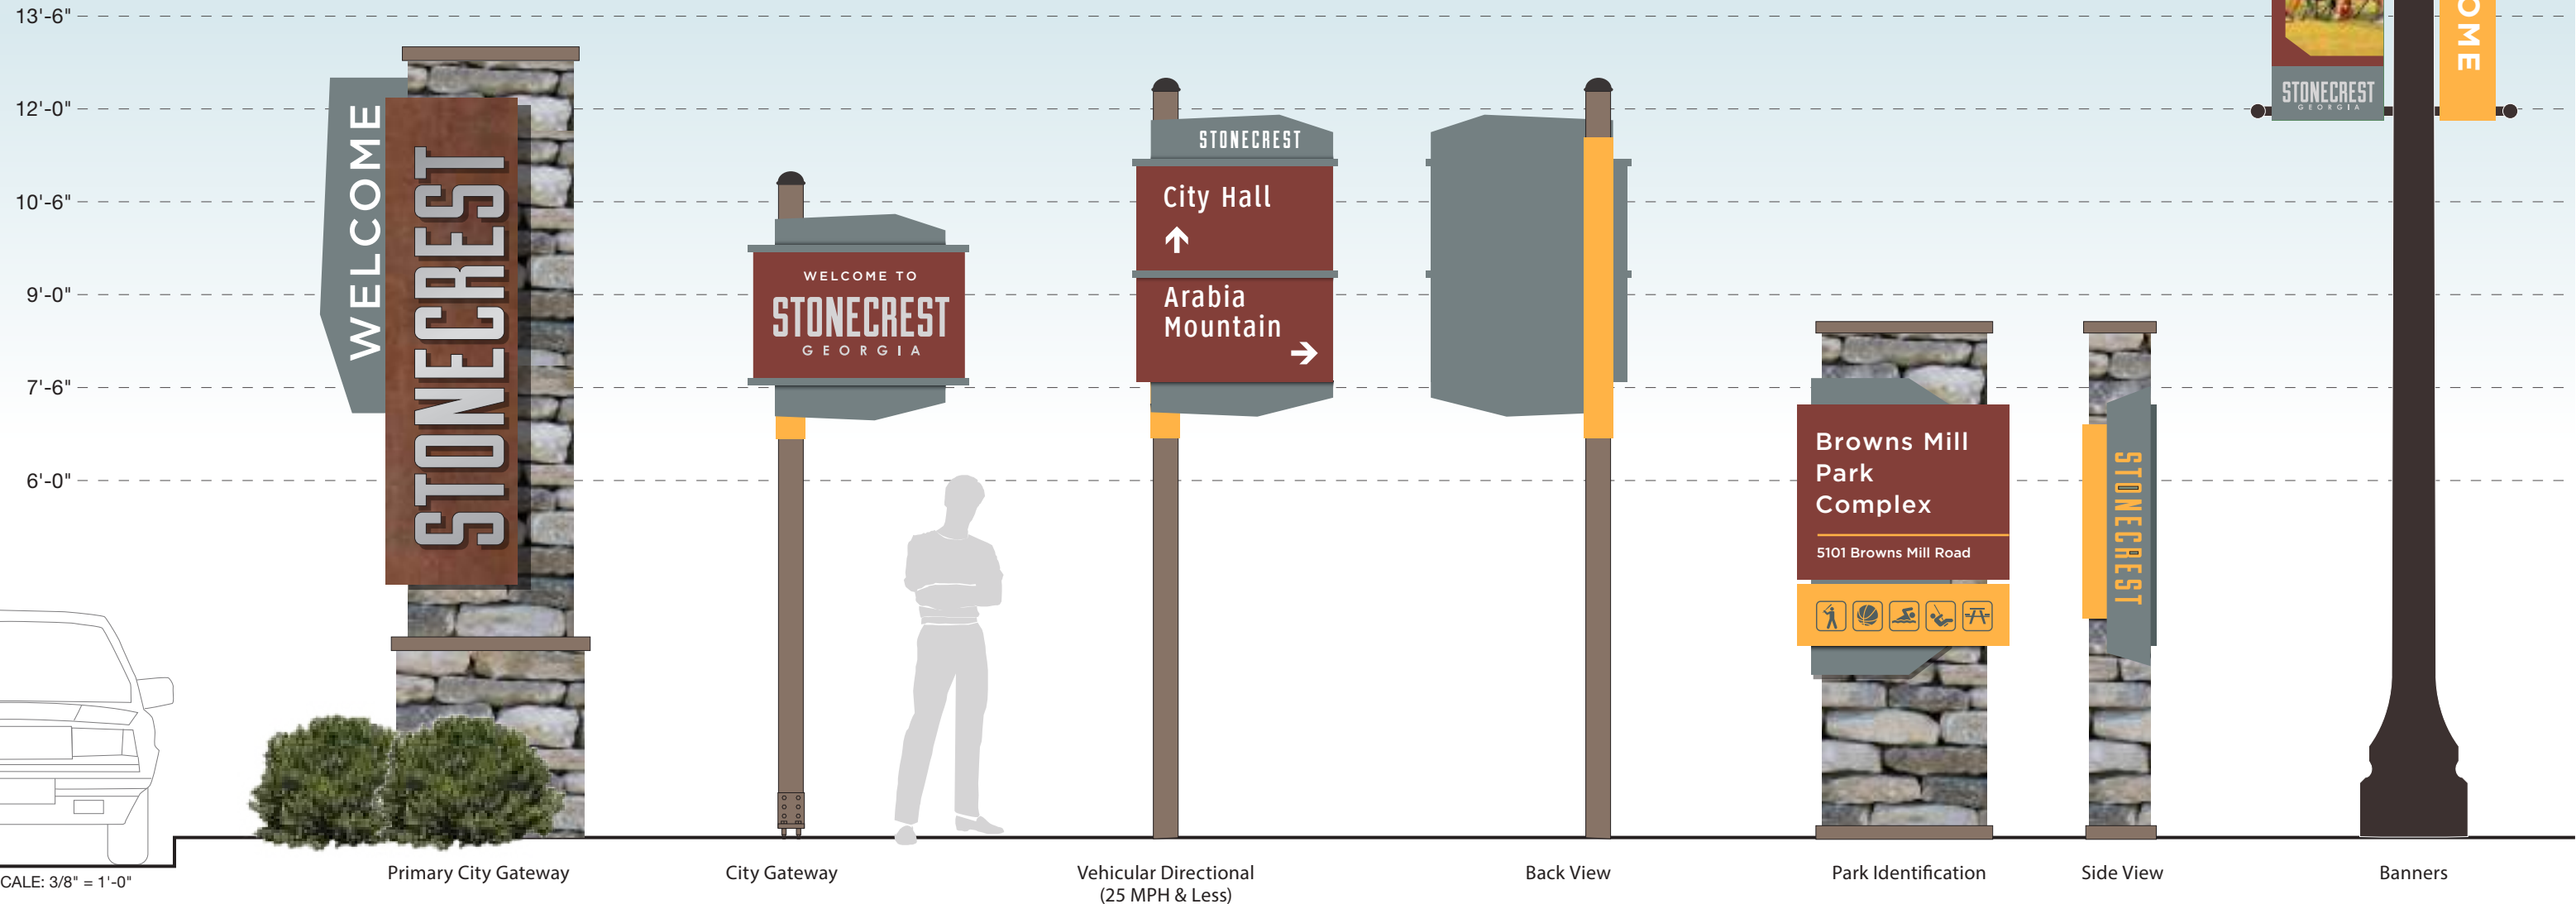 13'-6"
12'-0"
10'-6"
9'-0"
7'-6"
6'-0"
WELCOME
STONECREST
WELCOME TO
STONECREST
GEORGIA
STONECREST
City Hall
Arabia
Mountain
Browns Mill
Park
Complex
5101 Browns Mill Road
STONECREST
STONECREST
GEORGIA
OME
CALE: 3/8" = 1'-0"
Primary City Gateway
City Gateway
Vehicular Directional
(25 MPH & Less)
Back View
Park Identification
Side View
Banners